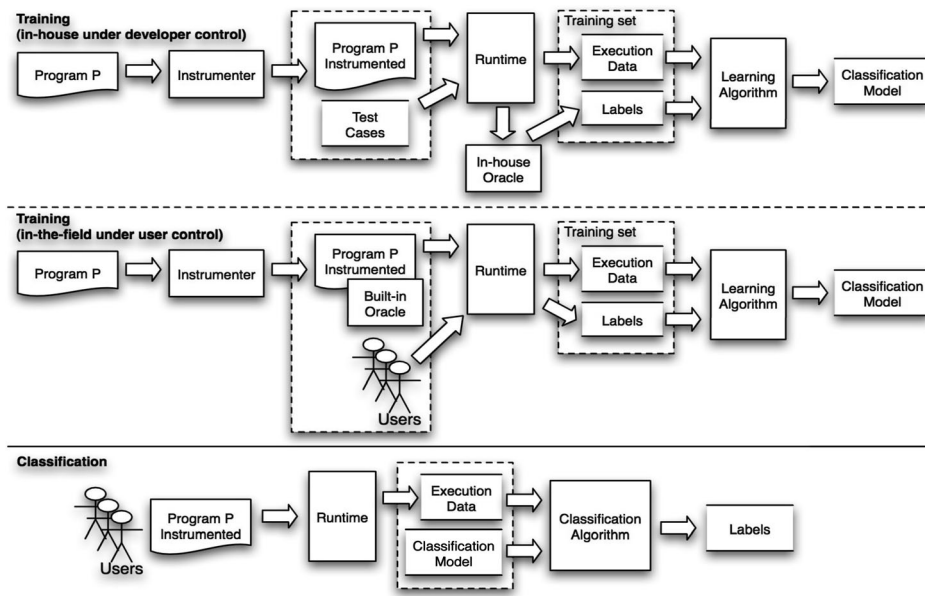 Training
(in-house under developer control)
Program P
Instrumenter
Program P
Instrumented
Test
Cases
Runtime
In-house
Oracle
Training set
Execution
Data
Labels
Learning
Algorithm
Classification
Model
Training
(in-the-field under user control)
Program P
Instrumenter
Program P
Instrumented
Built-in
Oracle
Users
Runtime
Training set
Execution
Data
Labels
Learning
Algorithm
Classification
Model
Classification
Users
Program P
Instrumented
Runtime
Execution
Data
Classification
Model
Classification
Algorithm
Labels